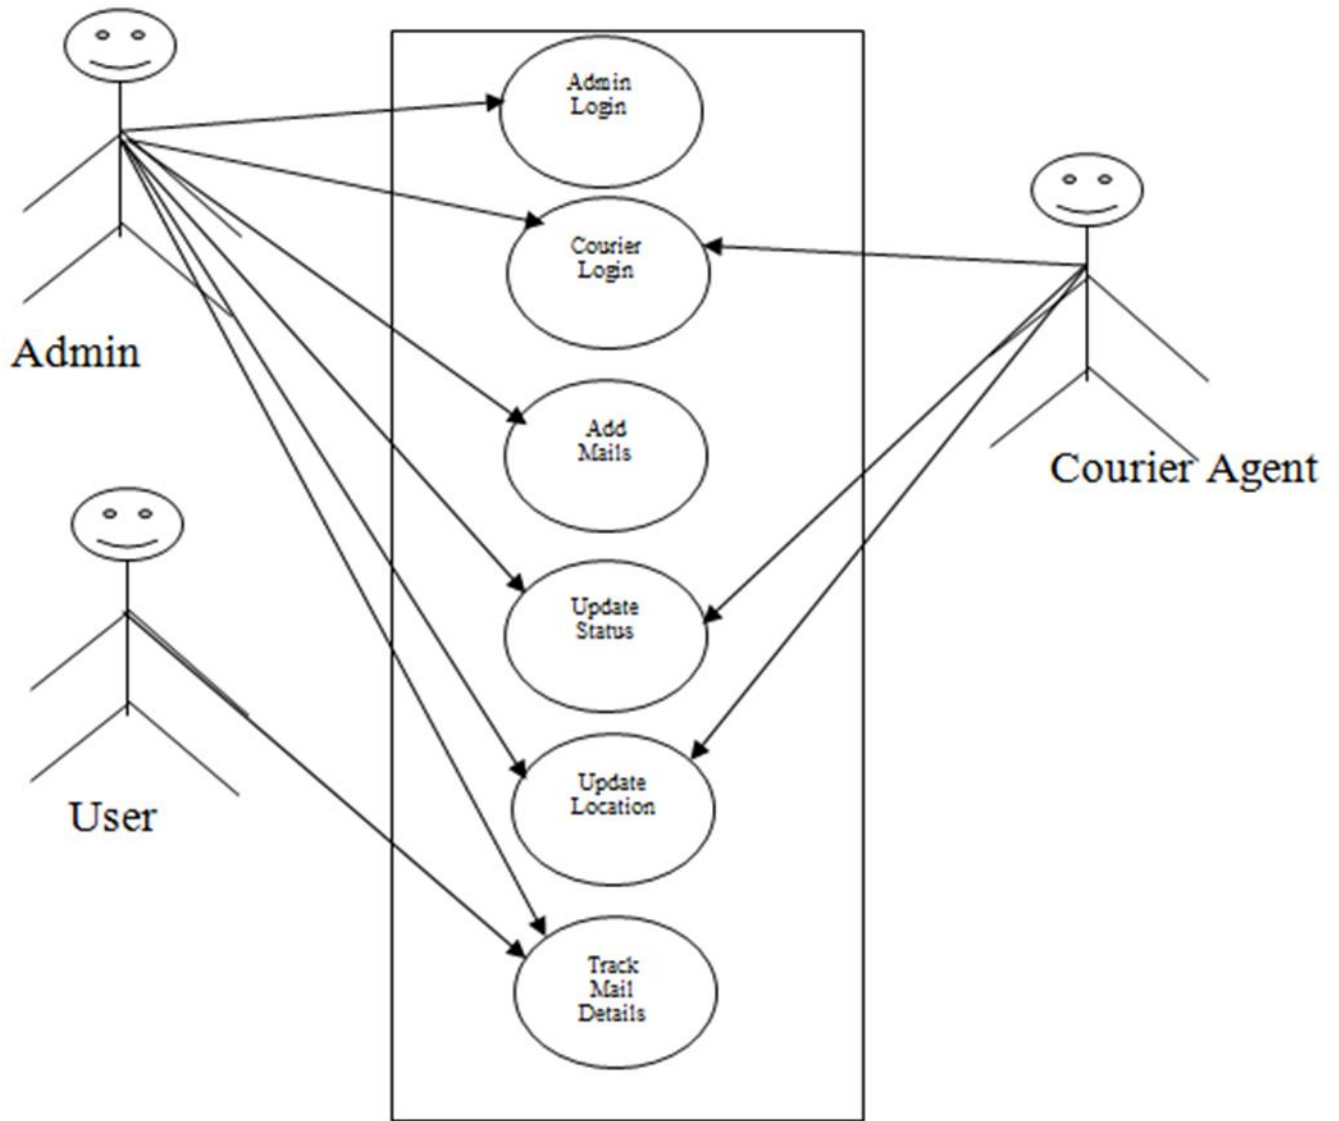 Admin
Login
Courier
Login
Admin
Add
Mails
Courier Agent
Update
Status
Update
Location
User
Track
Mail
Details